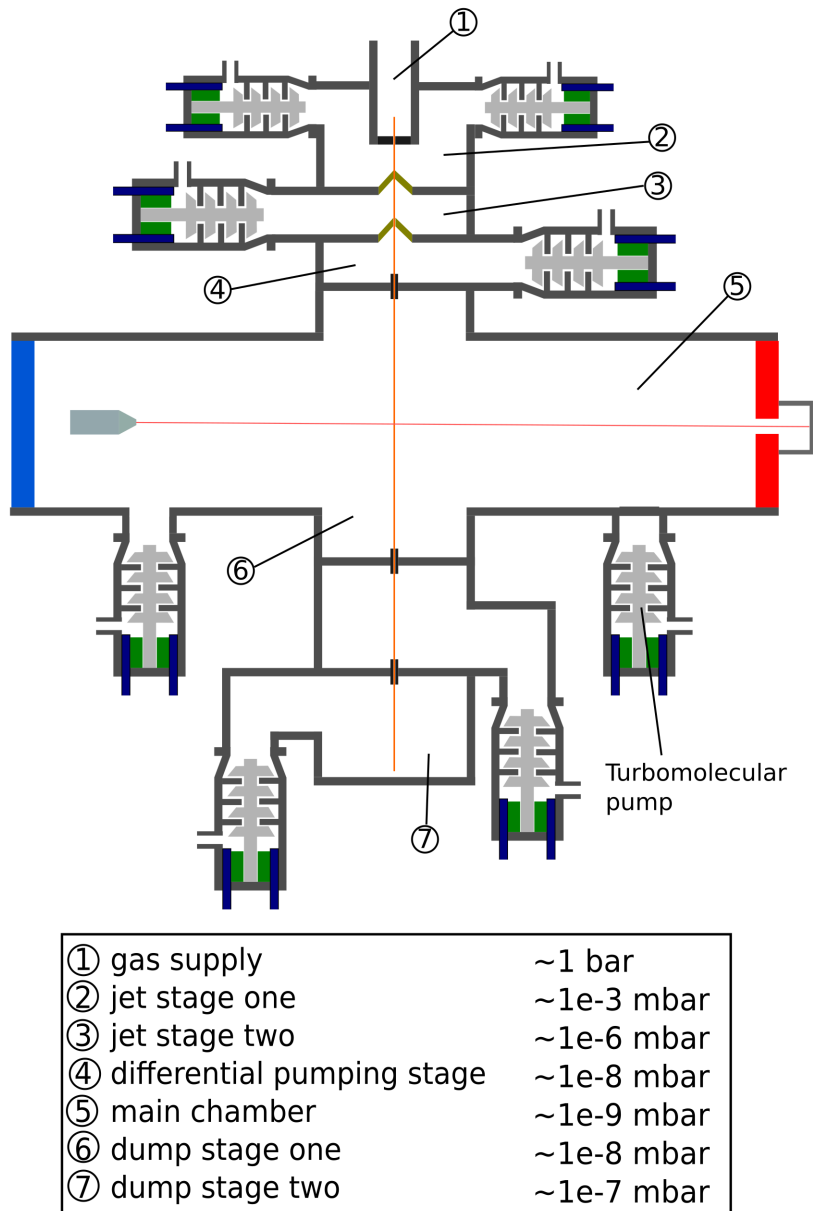 ①
②
③
④
⑤
⑥
Turbomolecular
pump
⑦
① gas supply ~1 bar
② jet stage one ~1e-3 mbar
③ jet stage two ~1e-6 mbar
④ differential pumping stage ~1e-8 mbar
⑤ main chamber ~1e-9 mbar
⑥ dump stage one ~1e-8 mbar
⑦ dump stage two ~1e-7 mbar